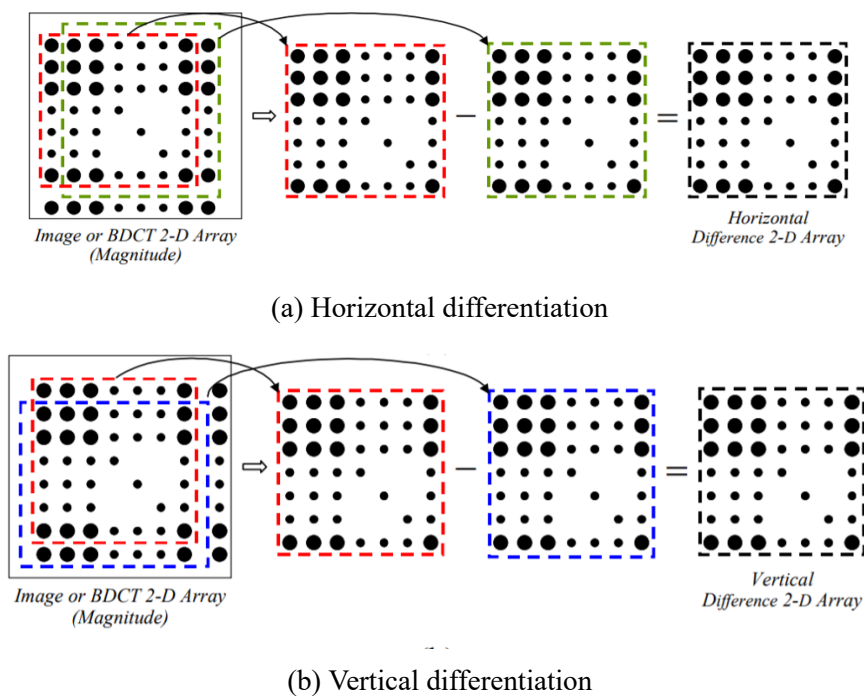 Image or BDCT 2-D Array
(Magnitude)
Horizontal
Difference 2-D Array
(a) Horizontal differentiation
Image or BDCT 2-D Array
(Magnitude)
Vertical
Difference 2-D Array
(b) Vertical differentiation